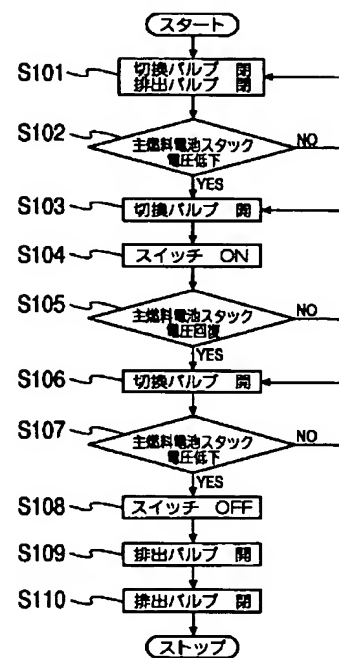 スタート
S101
切換バルブ 閉
排出バルブ 閉
S102
主燃料電池スタック
電圧低下
NO
YES
S103
切換バルブ 開
S104
スイッチ ON
S105
主燃料電池スタック
電圧回復
NO
YES
S106
切換バルブ 開
S107
主燃料電池スタック
電圧低下
NO
YES
S108
スイッチ OFF
S109
排出バルブ 開
S110
排出バルブ 閉
ストップ